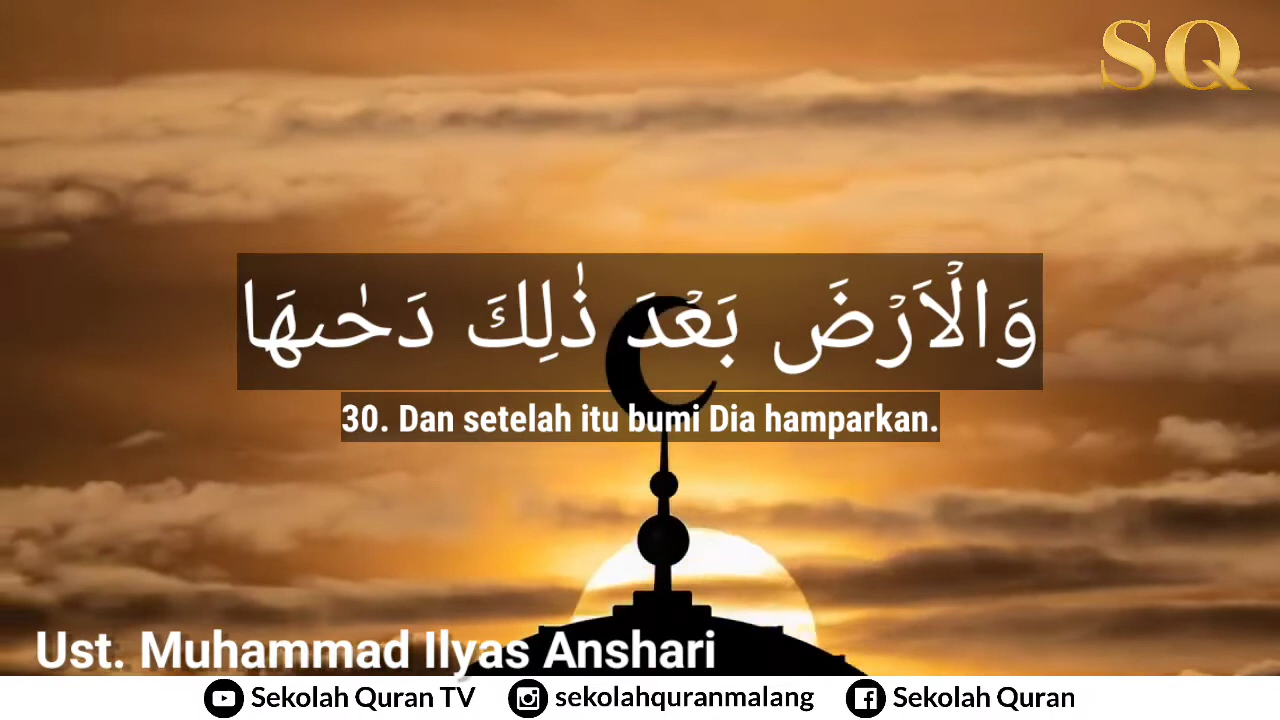 SQ
وَالْاَرْضَ بَعْدَ ذٰلِكَ دَحٰىهَا
30. Dan setelah itu bumi Dia hamparkan.
Ust. Muhammad Ilyas Anshari
Sekolah Quran TV sekolahquranmalang Sekolah Quran